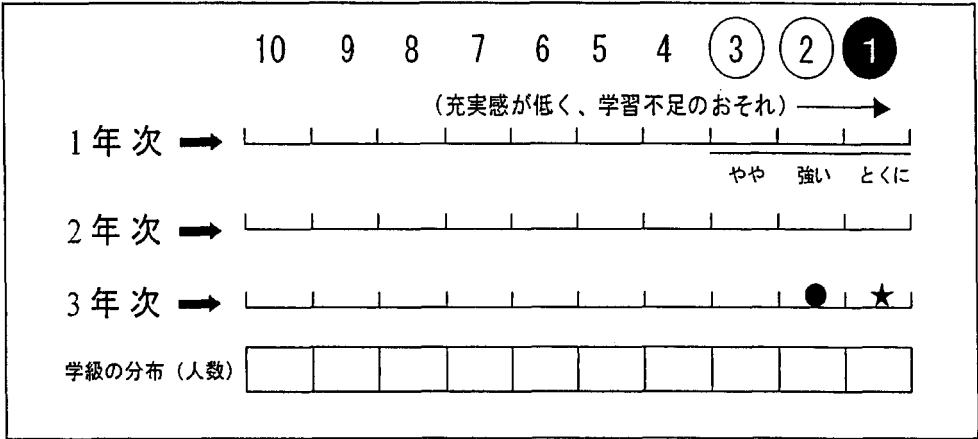 10 9 8 7 6 5 4 3 2 1
(充実感が低く、学習不足のおそれ)
1年次
やや 強い とくに
2年次
3年次
学級の分布(人数)